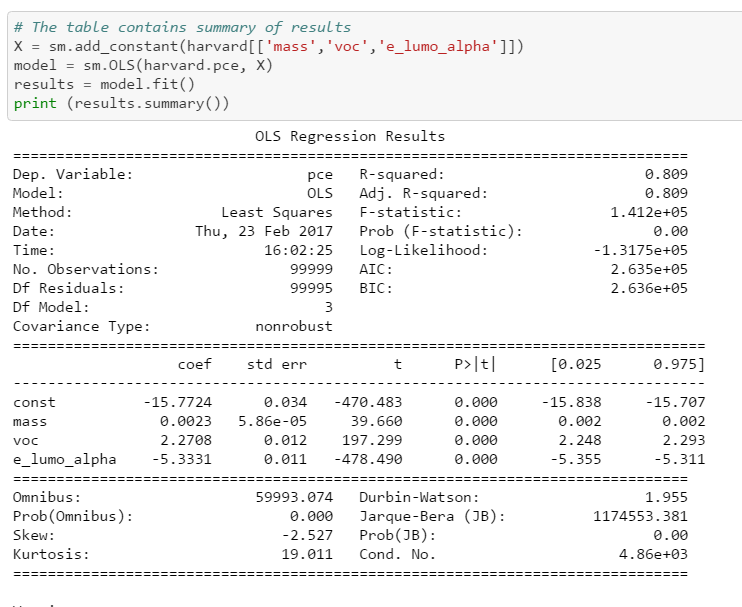 # The table contains summary of results
X = sm.add_constant(harvard[['mass','voc','e_lumo_alpha']])
model = sm.OLS(harvard.pce, X)
results = model.fit()
print (results.summary())
OLS Regression Results
==============================================================================
Dep. Variable: pce R-squared: 0.809
Model: OLS Adj. R-squared: 0.809
Method: Least Squares F-statistic: 1.412e+05
Date: Thu, 23 Feb 2017 Prob (F-statistic): 0.00
Time: 16:02:25 Log-Likelihood: -1.3175e+05
No. Observations: 99999 AIC: 2.635e+05
Df Residuals: 99995 BIC: 2.636e+05
Df Model: 3
Covariance Type: nonrobust
================================================================================
coef std err t P>|t| [0.025 0.975]
--------------------------------------------------------------------------------
const -15.7724 0.034 -470.483 0.000 -15.838 -15.707
mass 0.0023 5.86e-05 39.660 0.000 0.002 0.002
voc 2.2708 0.012 197.299 0.000 2.248 2.293
e_lumo_alpha -5.3331 0.011 -478.490 0.000 -5.355 -5.311
==============================================================================
Omnibus: 59993.074 Durbin-Watson: 1.955
Prob(Omnibus): 0.000 Jarque-Bera (JB): 1174553.381
Skew: -2.527 Prob(JB): 0.00
Kurtosis: 19.011 Cond. No. 4.86e+03
==============================================================================